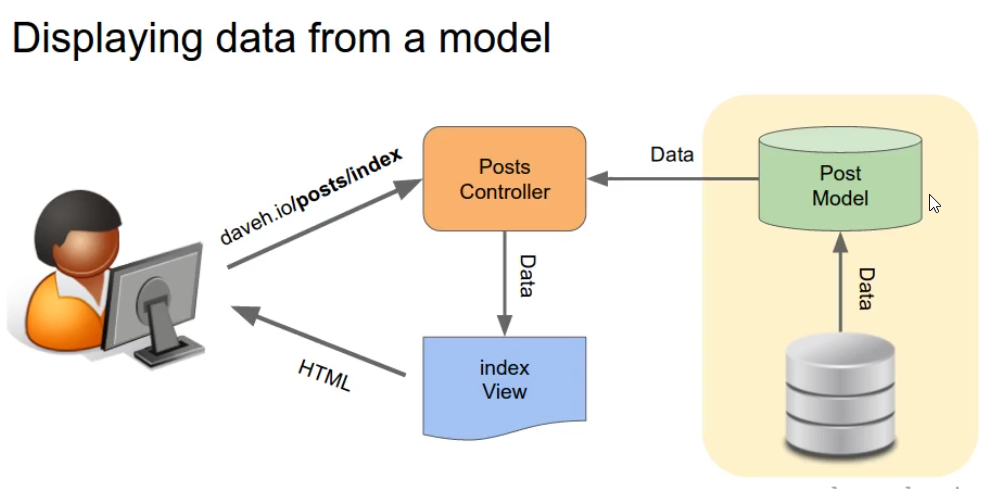 Displaying data from a model
daveh.io/posts/index
Posts
Controller
Data
Post
Model
Data
Data
HTML
index
View